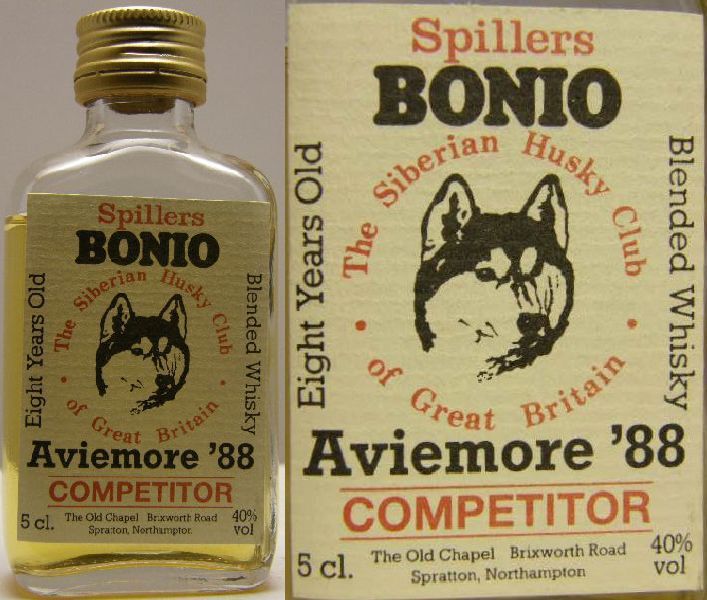 Spillers
BONIO
Eight Years Old
The Siberian Husky Club
• of Great Britain •
Blended Whisky
Aviemore '88
COMPETITOR
5 cl.
The Old Chapel Brixworth Road
Spratton, Northampton
40%
vol
Spillers
BONIO
Eight Years Old
The Siberian Husky Club
• of Great Britain •
Blended Whisky
Aviemore '88
COMPETITOR
5 cl.
The Old Chapel Brixworth Road
Spratton, Northampton
40%
vol